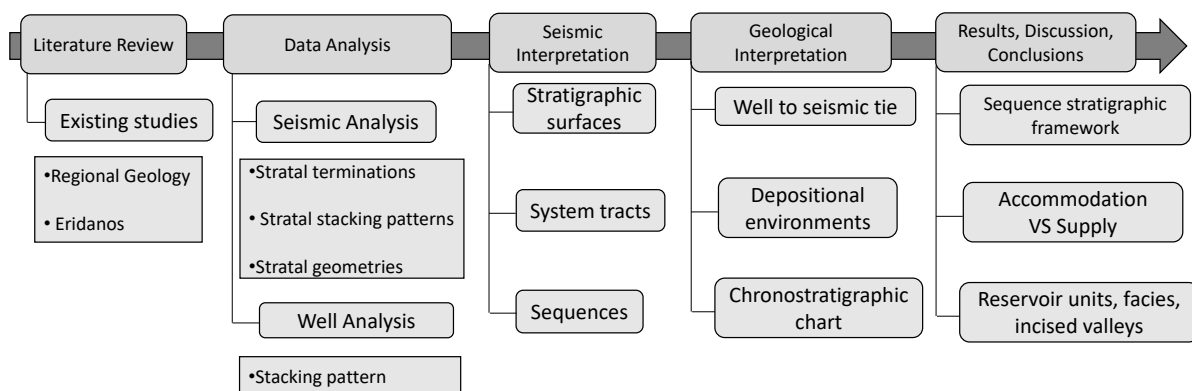 Literature Review
Data Analysis
Seismic
Interpretation
Geological
Interpretation
Results, Discussion,
Conclusions
Existing studies
•Regional Geology
• Eridanos
Seismic Analysis
•Stratal terminations
• Stratal stacking patterns
•Stratal geometries
Well Analysis
•Stacking pattern
Stratigraphic
surfaces
System tracts
Sequences
Well to seismic tie
Depositional
environments
Chronostratigraphic
chart
Sequence stratigraphic
framework
Accommodation
VS Supply
Reservoir units, facies,
incised valleys